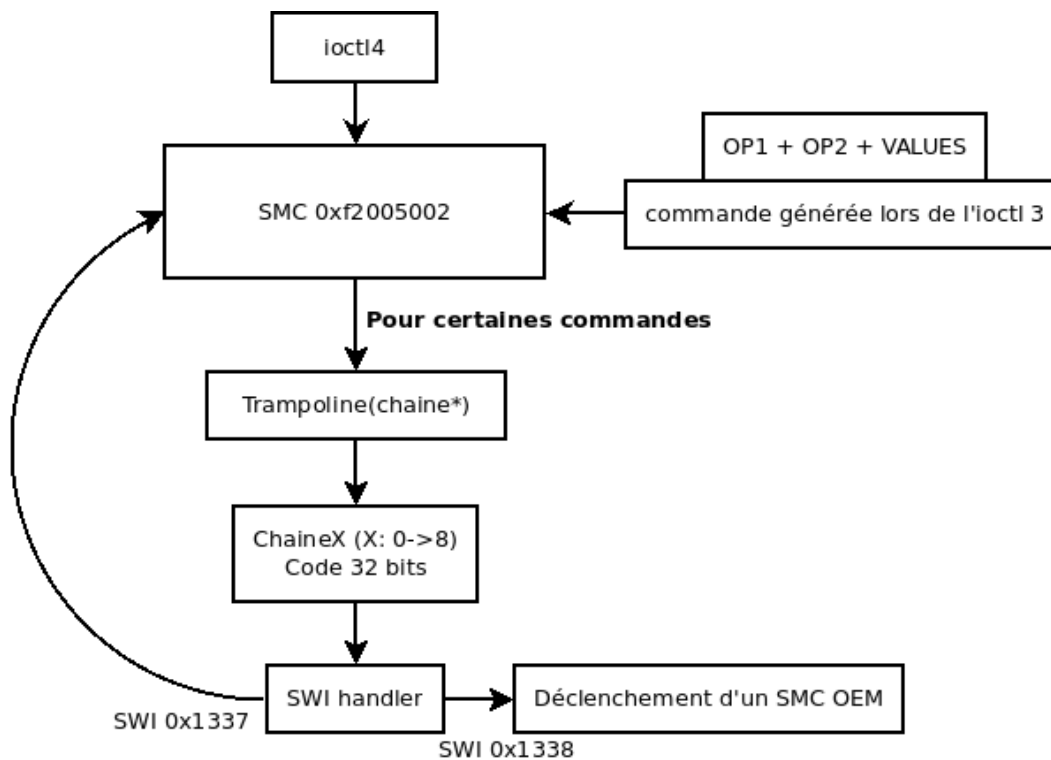 ioctl4
OP1 + OP2 + VALUES
SMC 0xf2005002
commande générée lors de l'ioctl 3
Pour certaines commandes
Trampoline(chaine*)
ChaineX (X: 0->8)
Code 32 bits
SWI handler
Déclenchement d'un SMC OEM
SWI 0x1337
SWI 0x1338